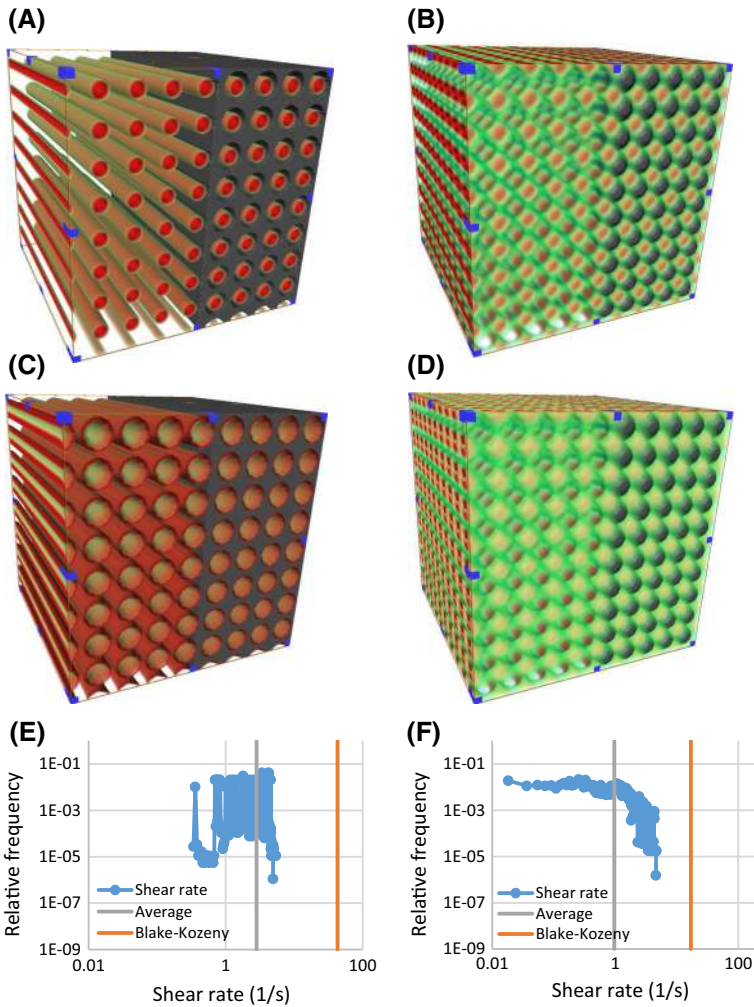 (A)
(B)
(C)
(D)
(E)
(F)
Relative frequency
1E-01
1E-03
1E-05
1E-07
1E-09
Shear rate
Average
Blake-Kozeny
0.01
1
100
Shear rate (1/s)
Relative frequency
1E-01
1E-03
1E-05
1E-07
1E-09
Shear rate
Average
Blake-Kozeny
0.01
1
100
Shear rate (1/s)